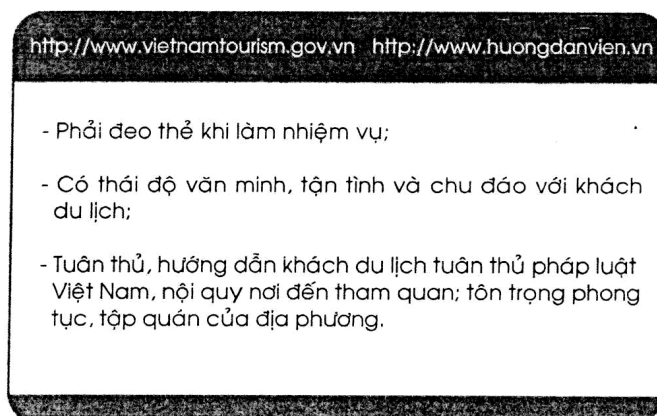 http://www.vietnamtourism.gov.vn http://www.huongdanvien.vn
- Phải đeo thẻ khi làm nhiệm vụ;
- Có thái độ văn minh, tận tình và chu đáo với khách
du lịch;
- Tuân thủ, hướng dẫn khách du lịch tuân thủ pháp luật
Việt Nam, nội quy nơi đến tham quan; tôn trọng phong
tục, tập quán của địa phương.